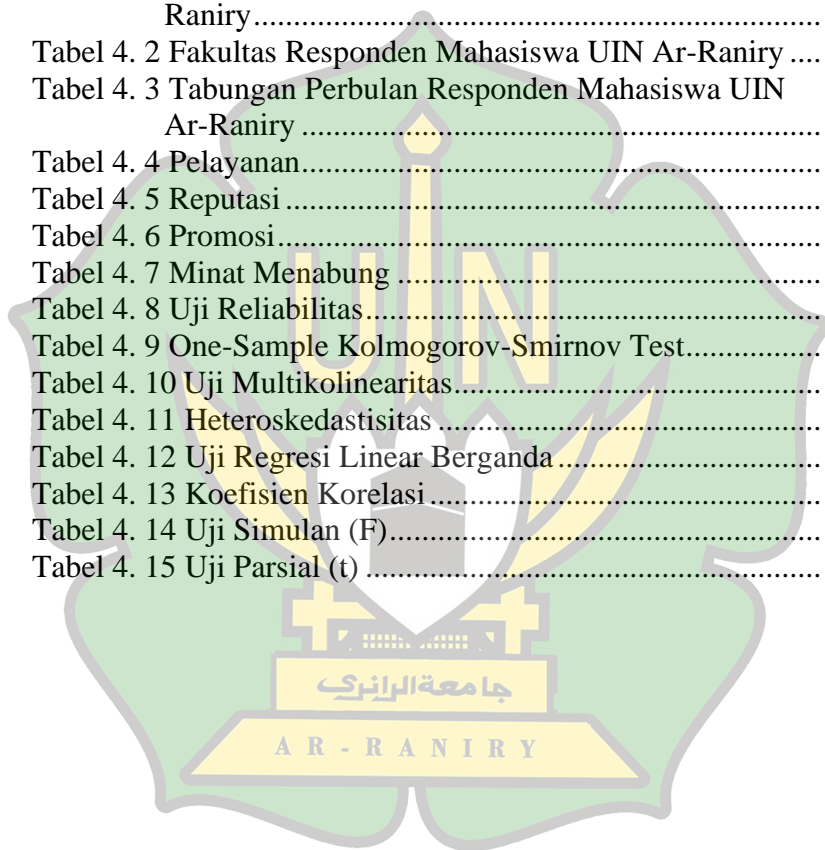 Raniry.......................................................................
Tabel 4. 2 Fakultas Responden Mahasiswa UIN Ar-Raniry ....
Tabel 4. 3 Tabungan Perbulan Responden Mahasiswa UIN
Ar-Raniry .................................................................
Tabel 4. 4 Pelayanan.................................................................
Tabel 4. 5 Reputasi ...................................................................
Tabel 4. 6 Promosi....................................................................
Tabel 4. 7 Minat Menabung .....................................................
Tabel 4. 8 Uji Reliabilitas.........................................................
Tabel 4. 9 One-Sample Kolmogorov-Smirnov Test.................
Tabel 4. 10 Uji Multikolinearitas..............................................
Tabel 4. 11 Heteroskedastisitas ................................................
Tabel 4. 12 Uji Regresi Linear Berganda.................................
Tabel 4. 13 Koefisien Korelasi.................................................
Tabel 4. 14 Uji Simulan (F)......................................................
Tabel 4. 15 Uji Parsial (t) .........................................................
UIN
جامعةالرانري
AR-RANIRY